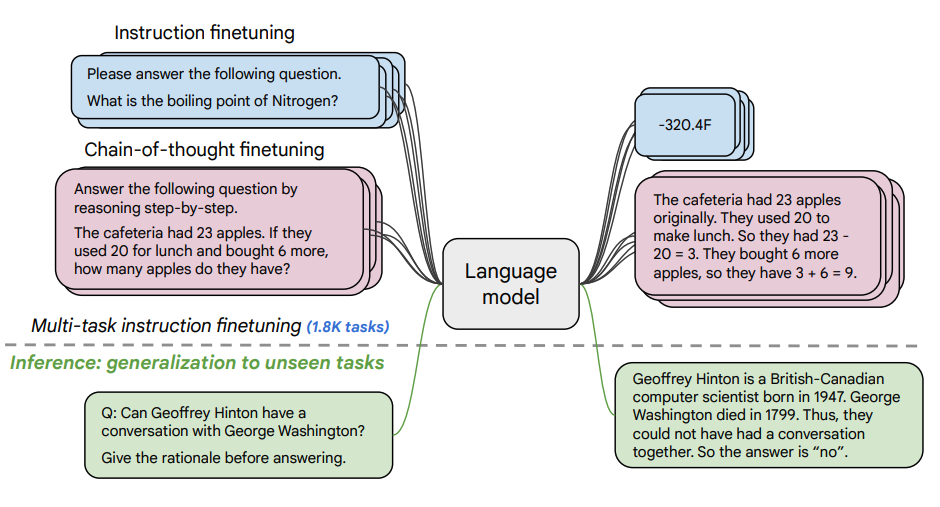 Instruction finetuning
Please answer the following question.
What is the boiling point of Nitrogen?
-320.4F
Chain-of-thought finetuning
Answer the following question by
reasoning step-by-step.
The cafeteria had 23 apples. If they
used 20 for lunch and bought 6 more,
how many apples do they have?
The cafeteria had 23 apples
originally. They used 20 to
make lunch. So they had 23 -
20 = 3. They bought 6 more
apples, so they have 3 + 6 = 9.
Language
model
Multi-task instruction finetuning (1.8K tasks)
Inference: generalization to unseen tasks
Q: Can Geoffrey Hinton have a
conversation with George Washington?
Give the rationale before answering.
Geoffrey Hinton is a British-Canadian
computer scientist born in 1947. George
Washington died in 1799. Thus, they
could not have had a conversation
together. So the answer is “no”.